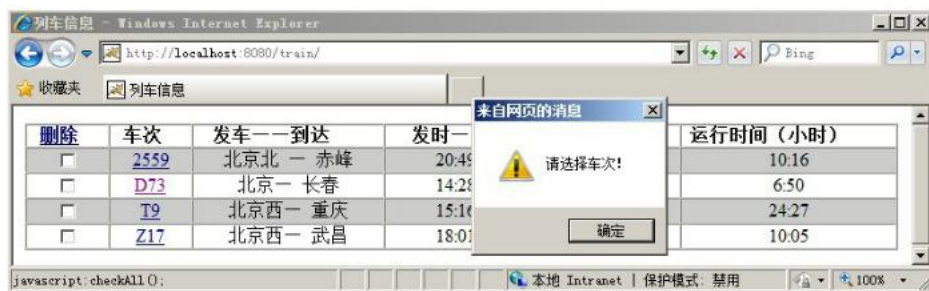 列车信息 - Windows Internet Explorer
http://localhost:8080/train/
Bing
收藏夹 列车信息
来自网页的消息
请选择车次!
确定
删除 车次 发车——到达 发时一 运行时间（小时）
2559 北京北 一 赤峰 20:49 10:16
D73 北京一 长春 14:28 6:50
T9 北京西一 重庆 15:16 24:27
Z17 北京西一 武昌 18:01 10:05
javascript:checkAll(); 本地 Intranet | 保护模式: 禁用 100%